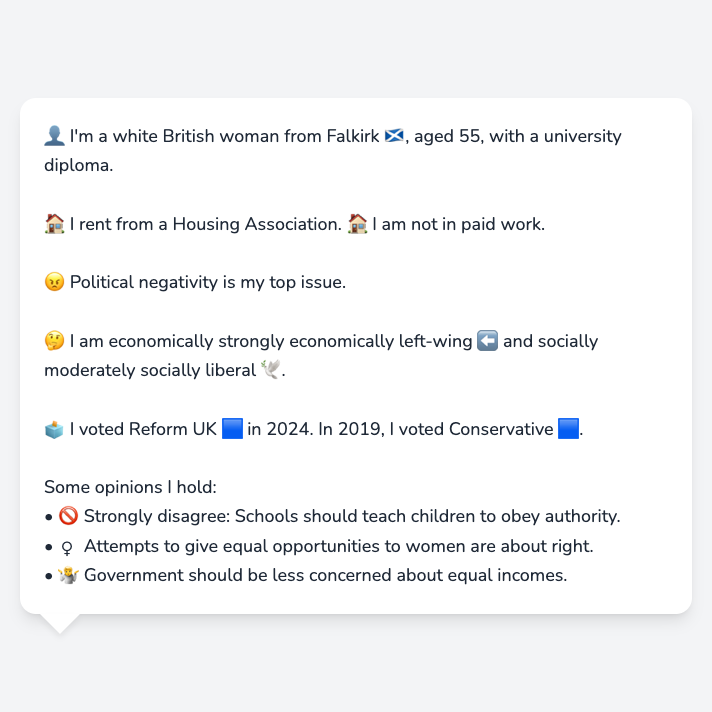 👤 I'm a white British woman from Falkirk 🏴󠁧󠁢󠁳󠁣󠁴󠁿, aged 55, with a university
diploma.
🏠 I rent from a Housing Association. 🏠 I am not in paid work.
😠 Political negativity is my top issue.
🤔 I am economically strongly economically left-wing ⬅️ and socially
moderately socially liberal 🕊️.
🗳️ I voted Reform UK 🟦 in 2024. In 2019, I voted Conservative 🟦.
Some opinions I hold:
• 🚫 Strongly disagree: Schools should teach children to obey authority.
• ♀ Attempts to give equal opportunities to women are about right.
• 🤷 Government should be less concerned about equal incomes.